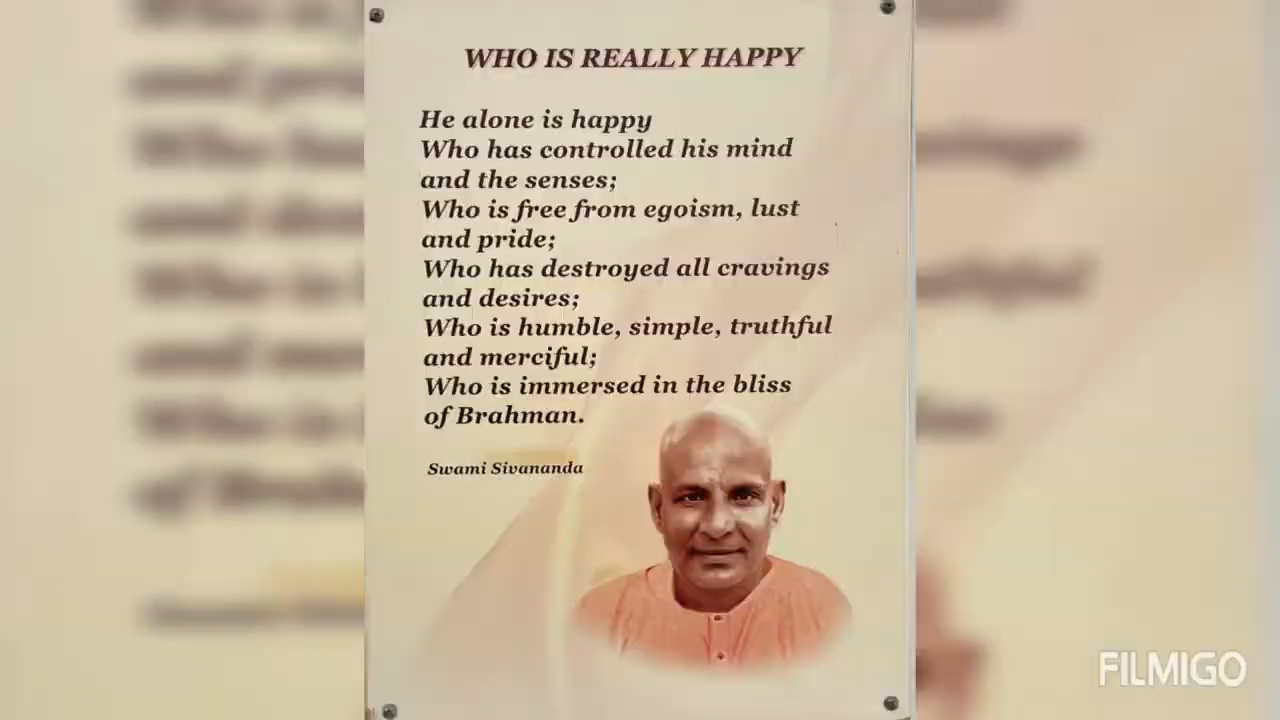 WHO IS REALLY HAPPY
He alone is happy
Who has controlled his mind
and the senses;
Who is free from egoism, lust
and pride;
Who has destroyed all cravings
and desires;
Who is humble, simple, truthful
and merciful;
Who is immersed in the bliss
of Brahman.
Swami Sivananda
FILMIGO